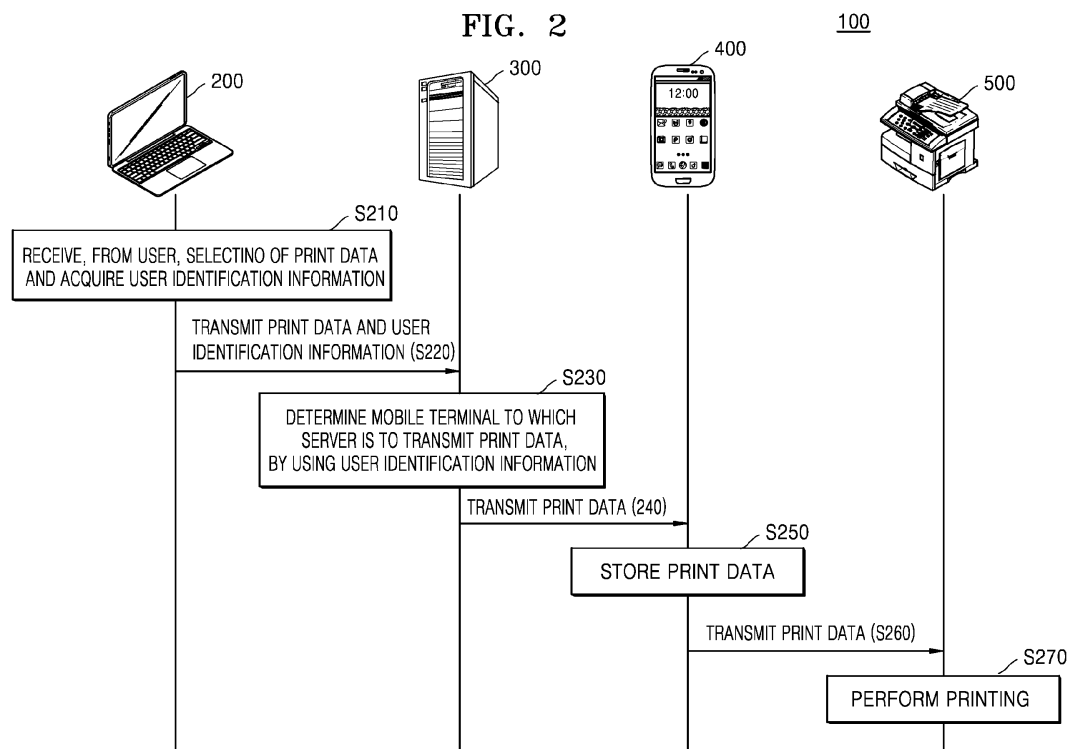 FIG. 2
100
200
300
400
500
12:00
S210
RECEIVE, FROM USER, SELECTINO OF PRINT DATA
AND ACQUIRE USER IDENTIFICATION INFORMATION
TRANSMIT PRINT DATA AND USER
IDENTIFICATION INFORMATION (S220)
S230
DETERMINE MOBILE TERMINAL TO WHICH
SERVER IS TO TRANSMIT PRINT DATA,
BY USING USER IDENTIFICATION INFORMATION
TRANSMIT PRINT DATA (240)
S250
STORE PRINT DATA
TRANSMIT PRINT DATA (S260)
S270
PERFORM PRINTING